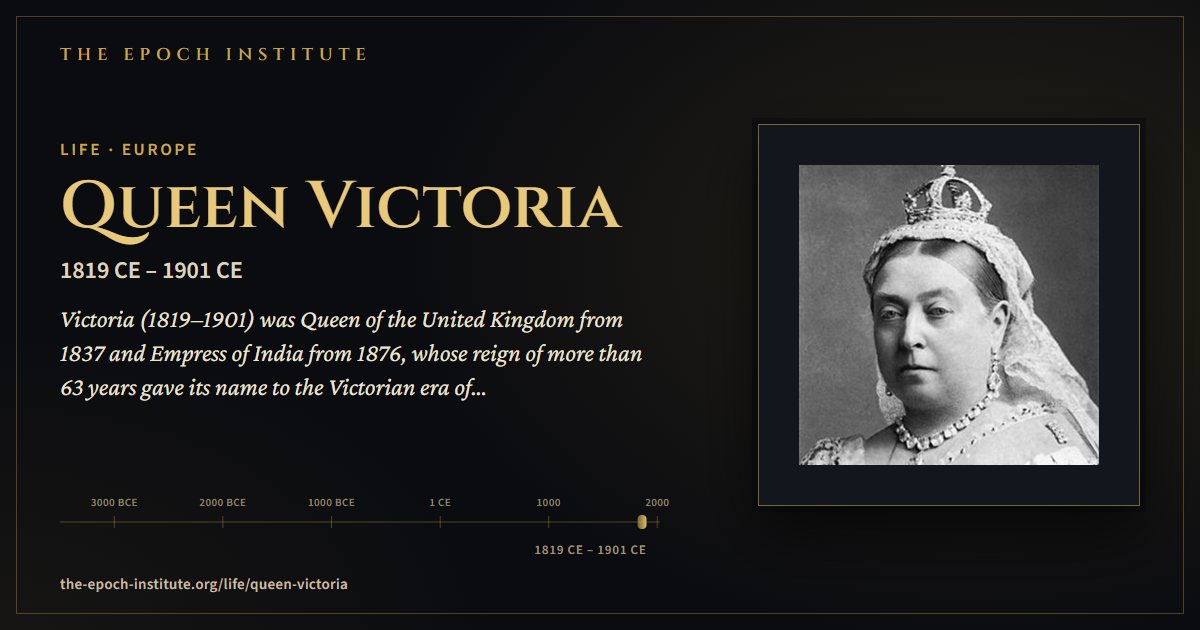 THE EPOCH INSTITUTE
LIFE · EUROPE
QUEEN VICTORIA
1819 CE – 1901 CE
Victoria (1819–1901) was Queen of the United Kingdom from
1837 and Empress of India from 1876, whose reign of more than
63 years gave its name to the Victorian era of...
3000 BCE 2000 BCE 1000 BCE 1 CE 1000 2000
1819 CE – 1901 CE
the-epoch-institute.org/life/queen-victoria